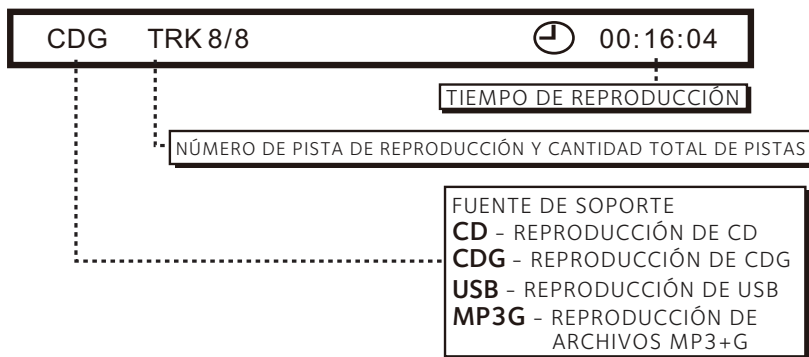 CDG TRK 8/8 00:16:04
TIEMPO DE REPRODUCCIÓN
NÚMERO DE PISTA DE REPRODUCCIÓN Y CANTIDAD TOTAL DE PISTAS
FUENTE DE SOPORTE
CD – REPRODUCCIÓN DE CD
CDG – REPRODUCCIÓN DE CDG
USB – REPRODUCCIÓN DE USB
MP3G – REPRODUCCIÓN DE
ARCHIVOS MP3+G